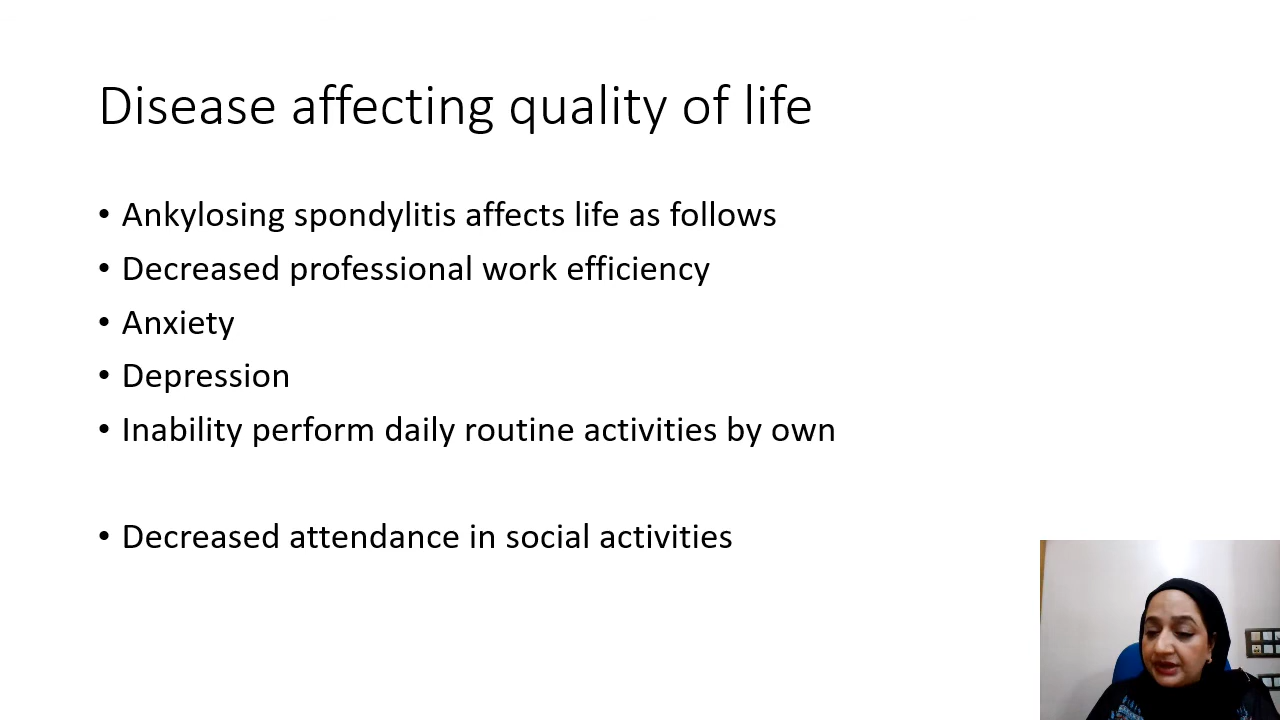 Disease affecting quality of life
• Ankylosing spondylitis affects life as follows
• Decreased professional work efficiency
• Anxiety
• Depression
• Inability perform daily routine activities by own
• Decreased attendance in social activities